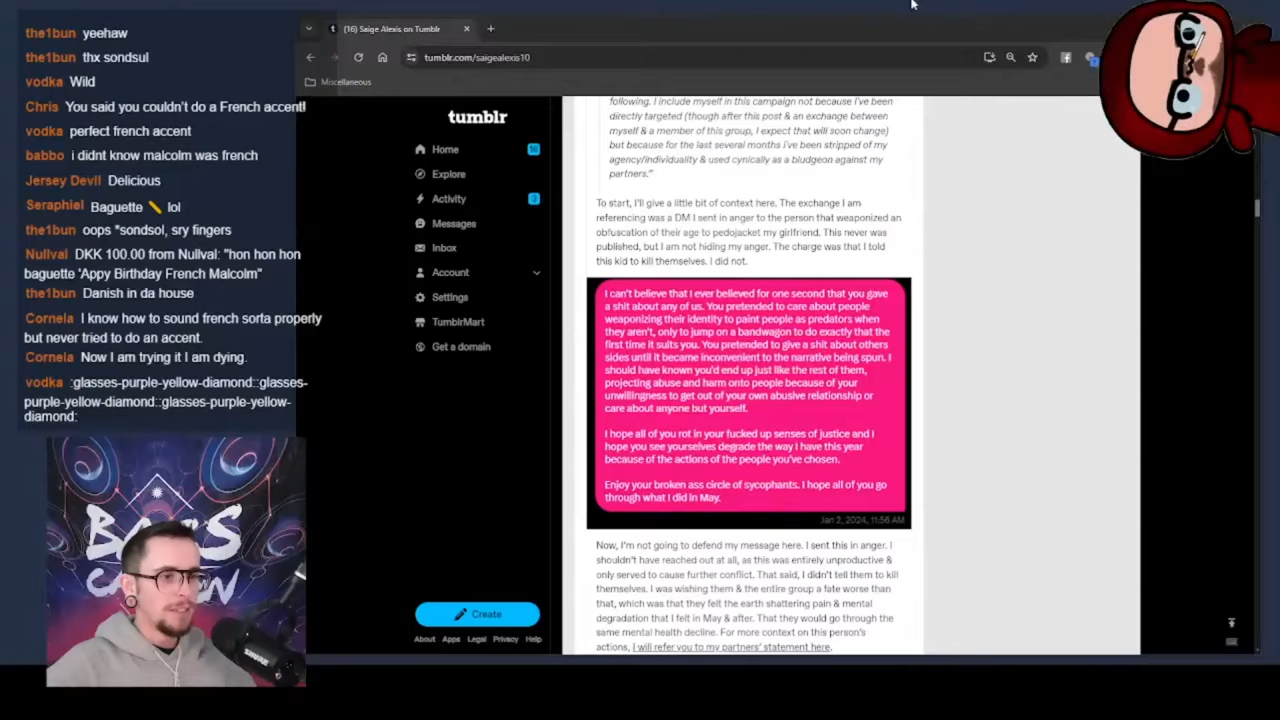 the1bun yeehaw
the1bun thx sondsul
vodka Wild
Chris You said you couldn't do a French accent!
vodka perfect french accent
babbo i didnt know malcolm was french
Jersey Devil Delicious
Seraphiel Baguette 🥖 lol
the1bun oops *sondsol, sry fingers
Nullval DKK 100.00 from Nullval: "hon hon hon
baguette 'Appy Birthday French Malcolm"
the1bun Danish in da house
Cornela I know how to sound french sorta properly
but never tried to do an accent.
Cornela Now I am trying it I am dying.
vodka :glasses-purple-yellow-diamond::glasses-
purple-yellow-diamond::glasses-purple-yellow-
diamond:
BASS
SHURE
t (16) Saige Alexis on Tumblr
tumblr.com/saigealexis10
Miscellaneous
tumblr
Home 16
Explore
Activity
Messages
Inbox
Account
Settings
TumblrMart
Get a domain
Create
About Apps Legal Privacy Help
following. I include myself in this campaign not because I've been
directly targeted (though after this post & an exchange between
myself & a member of this group, I expect that will soon change)
but because for the last several months I've been stripped of my
agency/individuality & used cynically as a bludgeon against my
partners."
To start, I'll give a little bit of context here. The exchange I am
referencing was a DM I sent in anger to the person that weaponized an
obfuscation of their age to pedojacket my girlfriend. This never was
published, but I am not hiding my anger. The charge was that I told
this kid to kill themselves. I did not.
I can't believe that I ever believed for one second that you gave
a shit about any of us. You pretended to care about people
weaponizing their identity to paint people as predators when
they aren't, only to jump on a bandwagon to do exactly that the
first time it suits you. You pretended to give a shit about others
sides until it became inconvenient to the narrative being spun. I
should have known you'd end up just like the rest of them,
projecting abuse and harm onto people because of your
unwillingness to get out of your own abusive relationship or
care about anyone but yourself.
I hope all of you rot in your fucked up senses of justice and I
hope you see yourselves degrade the way I have this year
because of the actions of the people you've chosen.
Enjoy your broken ass circle of sycophants. I hope all of you go
through what I did in May.
Jan 2, 2024, 11:56 AM
Now, I'm not going to defend my message here. I sent this in anger. I
shouldn't have reached out at all, as this was entirely unproductive &
only served to cause further conflict. That said, I didn't tell them to kill
themselves. I was wishing them & the entire group a fate worse than
that, which was that they felt the earth shattering pain & mental
degradation that I felt in May & after. That they would go through the
same mental health decline. For more context on this person's
actions, I will refer you to my partners' statement here.